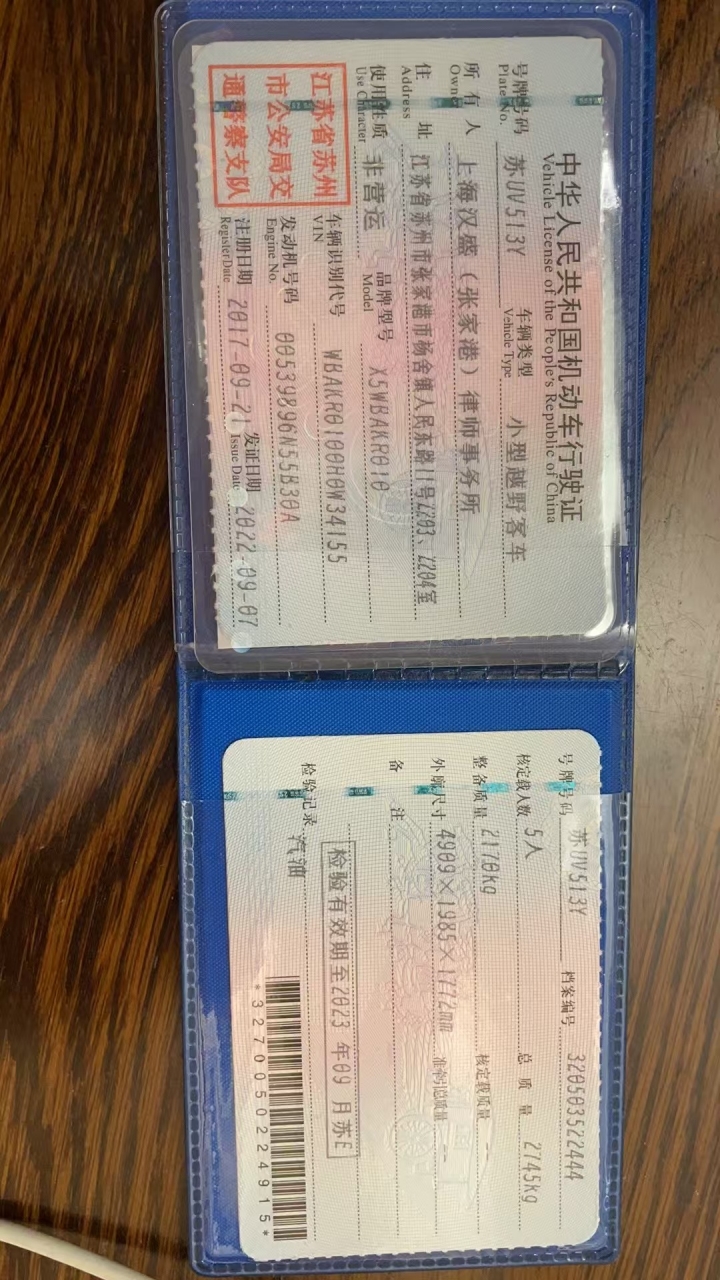 中华人民共和国机动车行驶证
Vehicle License of the People's Republic of China
号牌号码 苏UV513Y 车辆类型 小型越野客车
Plate No. Vehicle Type
所有人 上海汉盛（张家港）律师事务所
Owner
住址 江苏省苏州市张家港市杨舍镇人民东路11号Z203、Z204室
Address
使用性质 非营运 品牌型号 X5WBAKR010
Use Character Model
江苏省苏州
市公安局交
通警察支队
车辆识别代号 WBAKR0100H0W34155
VIN
发动机号码 00539896N55B30A
Engine No.
注册日期 2017-09-21 发证日期 2022-09-07
Register Date Issue Date
号牌号码 苏UV513Y 档案编号 320503522444
核定载人数 5人 总质量 2745kg
整备质量 2170kg 核定载质量 --
外廓尺寸 4909×1985×1772mm 准牵引总质量 --
备注
检验有效期至2023年09月苏E
检验记录 汽油
*3270050224915*